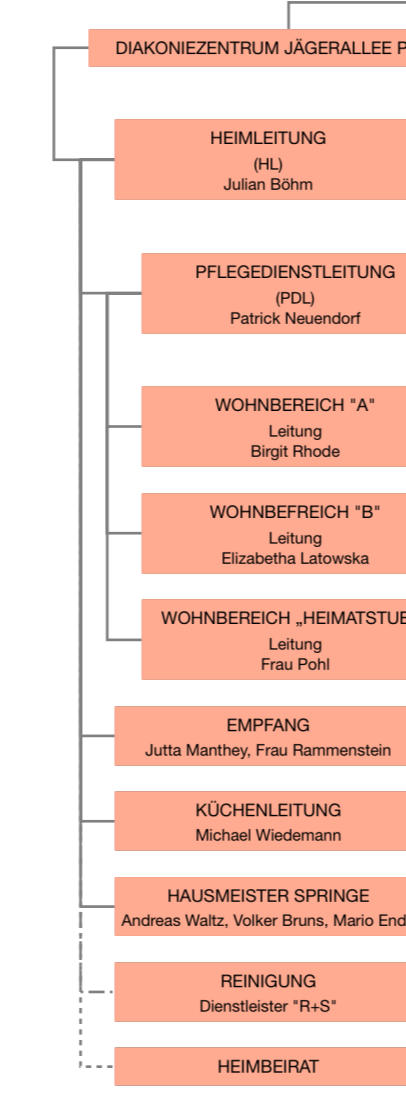 DIAKONIEZENTRUM JÄGERALLEE P
HEIMLEITUNG
(HL)
Julian Böhm
PFLEGEDIENSTLEITUNG
(PDL)
Patrick Neuendorf
WOHNBEREICH "A"
Leitung
Birgit Rhode
WOHNBEFREICH "B"
Leitung
Elizabetha Latowska
WOHNBEREICH „HEIMATSTUB
Leitung
Frau Pohl
EMPFANG
Jutta Manthey, Frau Rammenstein
KÜCHENLEITUNG
Michael Wiedemann
HAUSMEISTER SPRINGE
Andreas Waltz, Volker Bruns, Mario End
REINIGUNG
Dienstleister "R+S"
HEIMBEIRAT